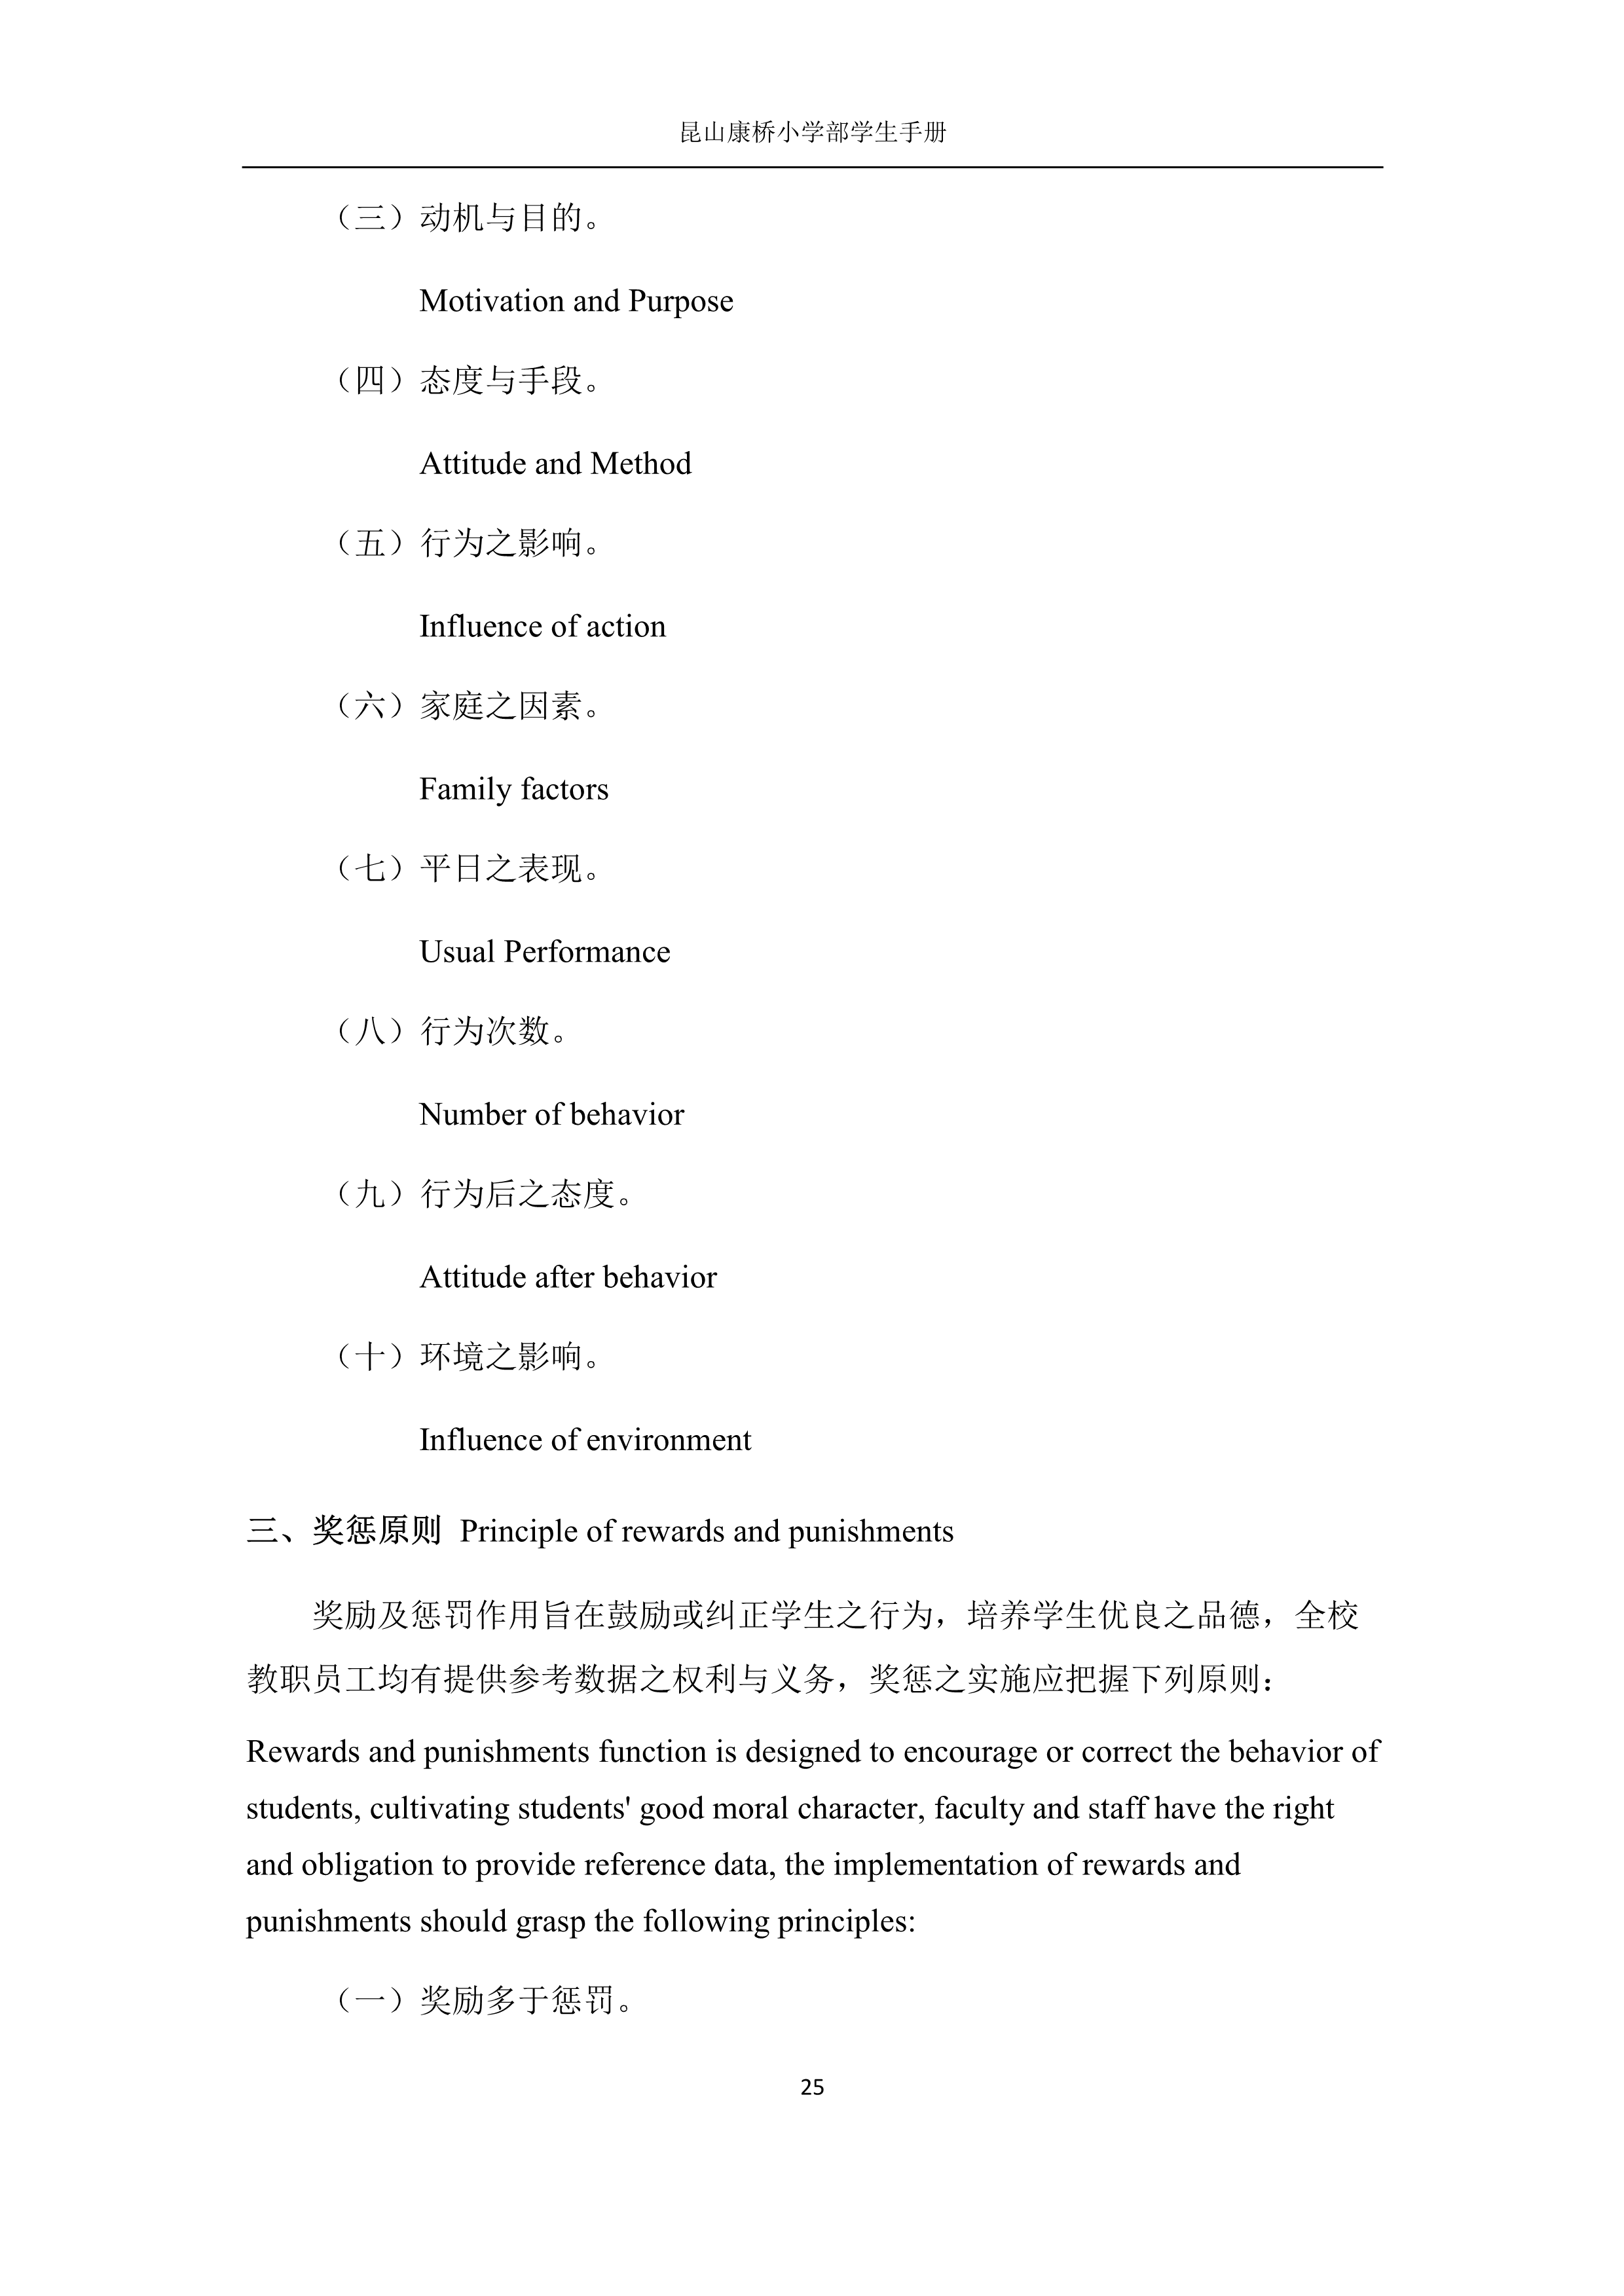 昆山康桥小学部学生手册
（三）动机与目的。
Motivation and Purpose
（四）态度与手段。
Attitude and Method
（五）行为之影响。
Influence of action
（六）家庭之因素。
Family factors
（七）平日之表现。
Usual Performance
（八）行为次数。
Number of behavior
（九）行为后之态度。
Attitude after behavior
（十）环境之影响。
Influence of environment
三、奖惩原则 Principle of rewards and punishments
奖励及惩罚作用旨在鼓励或纠正学生之行为，培养学生优良之品德，全校
教职员工均有提供参考数据之权利与义务，奖惩之实施应把握下列原则：
Rewards and punishments function is designed to encourage or correct the behavior of
students, cultivating students' good moral character, faculty and staff have the right
and obligation to provide reference data, the implementation of rewards and
punishments should grasp the following principles:
（一）奖励多于惩罚。
25